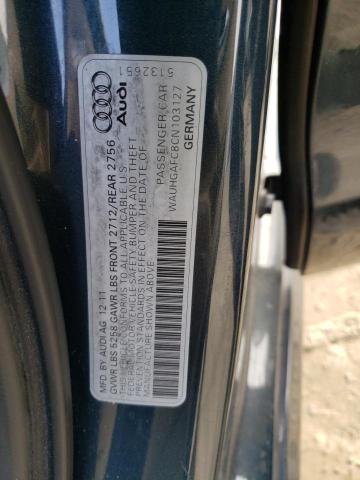 MFD BY AUDI AG 12.11
GVWR LBS 5258 GAWR LBS FRONT 2712/REAR 2756
THIS VEHICLE CONFORMS TO ALL APPLICABLE U.S.
FEDERAL MOTOR VEHICLE SAFETY, BUMPER AND THEFT
PREVENTION STANDARDS IN EFFECT ON THE DATE OF
MANUFACTURE SHOWN ABOVE.
PASSENGER CAR
WAUHGAFC8CN103127
GERMANY
Audi
5132651